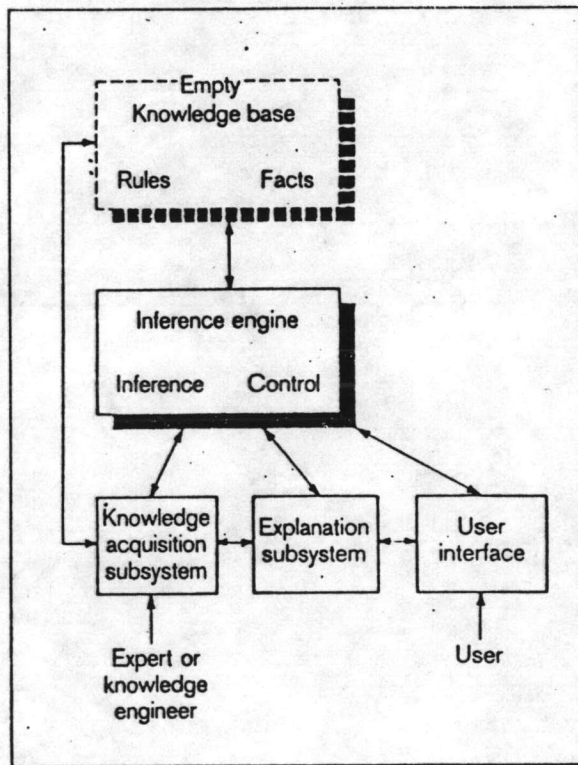 Empty
Knowledge base
Rules Facts
Inference engine
Inference Control
Knowledge
acquisition
subsystem
Explanation
subsystem
User
interface
Expert or
knowledge
engineer
User